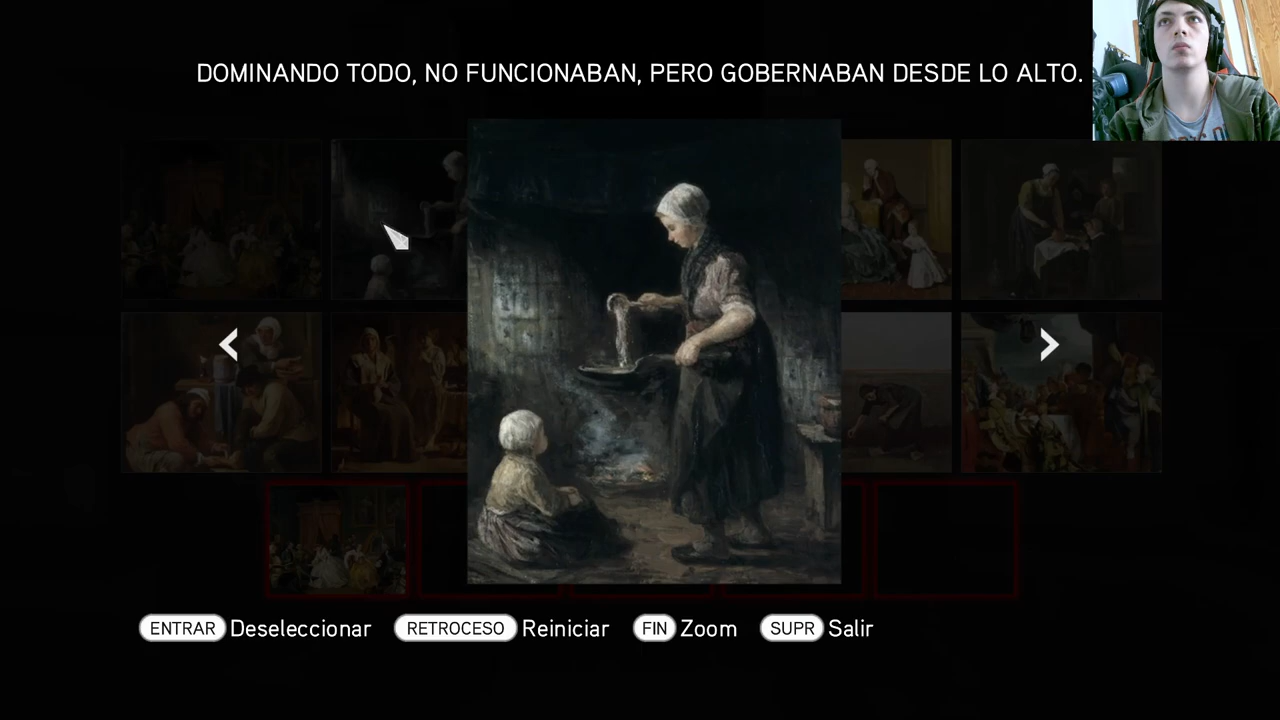 DOMINANDO TODO, NO FUNCIONABAN, PERO GOBERNABAN DESDE LO ALTO.
ENTRAR Deseleccionar RETROCESO Reiniciar FIN Zoom SUPR Salir